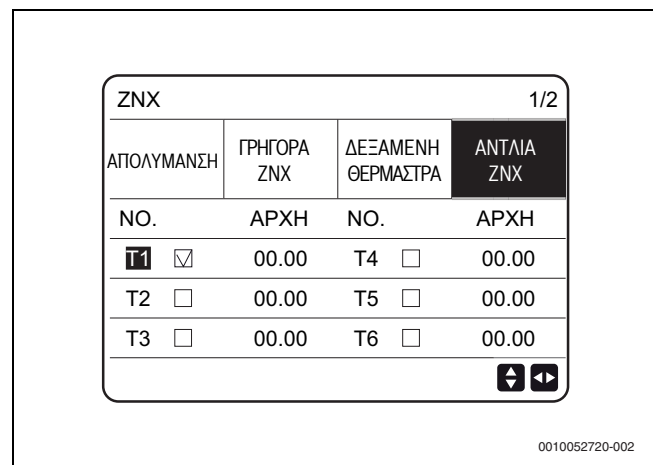 ZNX 1/2
ΑΠΟΛΥΜΑΝΣΗ ΓΡΗΓΟΡΑ ZNX ΔΕΞΑΜΕΝΗ ΘΕΡΜΑΣΤΡΑ ΑΝΤΛΙΑ ZNX
NO. ΑΡΧΗ NO. ΑΡΧΗ
T1 00.00 T4 00.00
T2 00.00 T5 00.00
T3 00.00 T6 00.00
0010052720-002